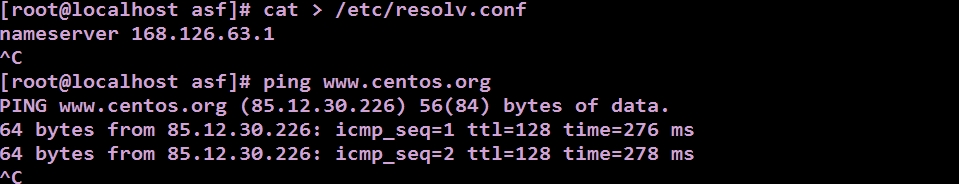 [root@localhost asf]# cat > /etc/resolv.conf
nameserver 168.126.63.1
^C
[root@localhost asf]# ping www.centos.org
PING www.centos.org (85.12.30.226) 56(84) bytes of data.
64 bytes from 85.12.30.226: icmp_seq=1 ttl=128 time=276 ms
64 bytes from 85.12.30.226: icmp_seq=2 ttl=128 time=278 ms
^C